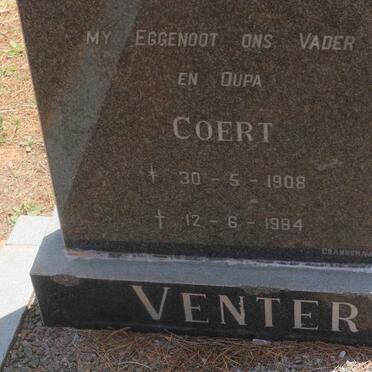 MY EGGENOOT ONS VADER
EN OUPA
COERT
* 30 - 5 - 1908
† 12 - 6 - 1984
VENTER